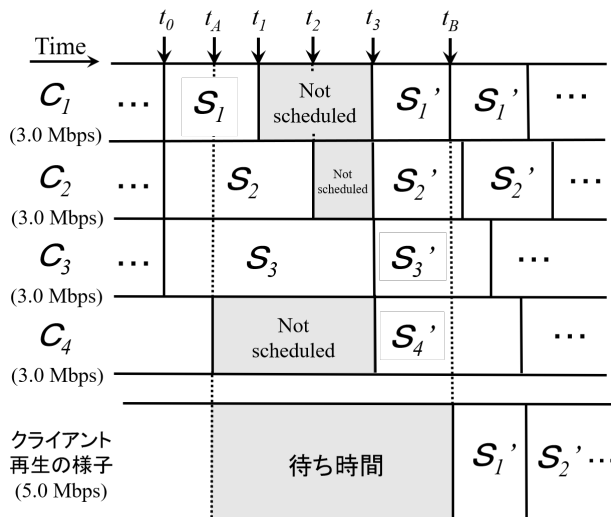 t0 tA t1 t2 t3 tB
Time
C1 ... S1 Not scheduled S1’ S1’ ...
(3.0 Mbps)
C2 ... S2 Not scheduled S2’ S2’ ...
(3.0 Mbps)
C3 ... S3 S3’ ...
(3.0 Mbps)
C4 Not scheduled S4’ ...
(3.0 Mbps)
クライアント
再生の様子
(5.0 Mbps)
待ち時間 S1’ S2’ ...